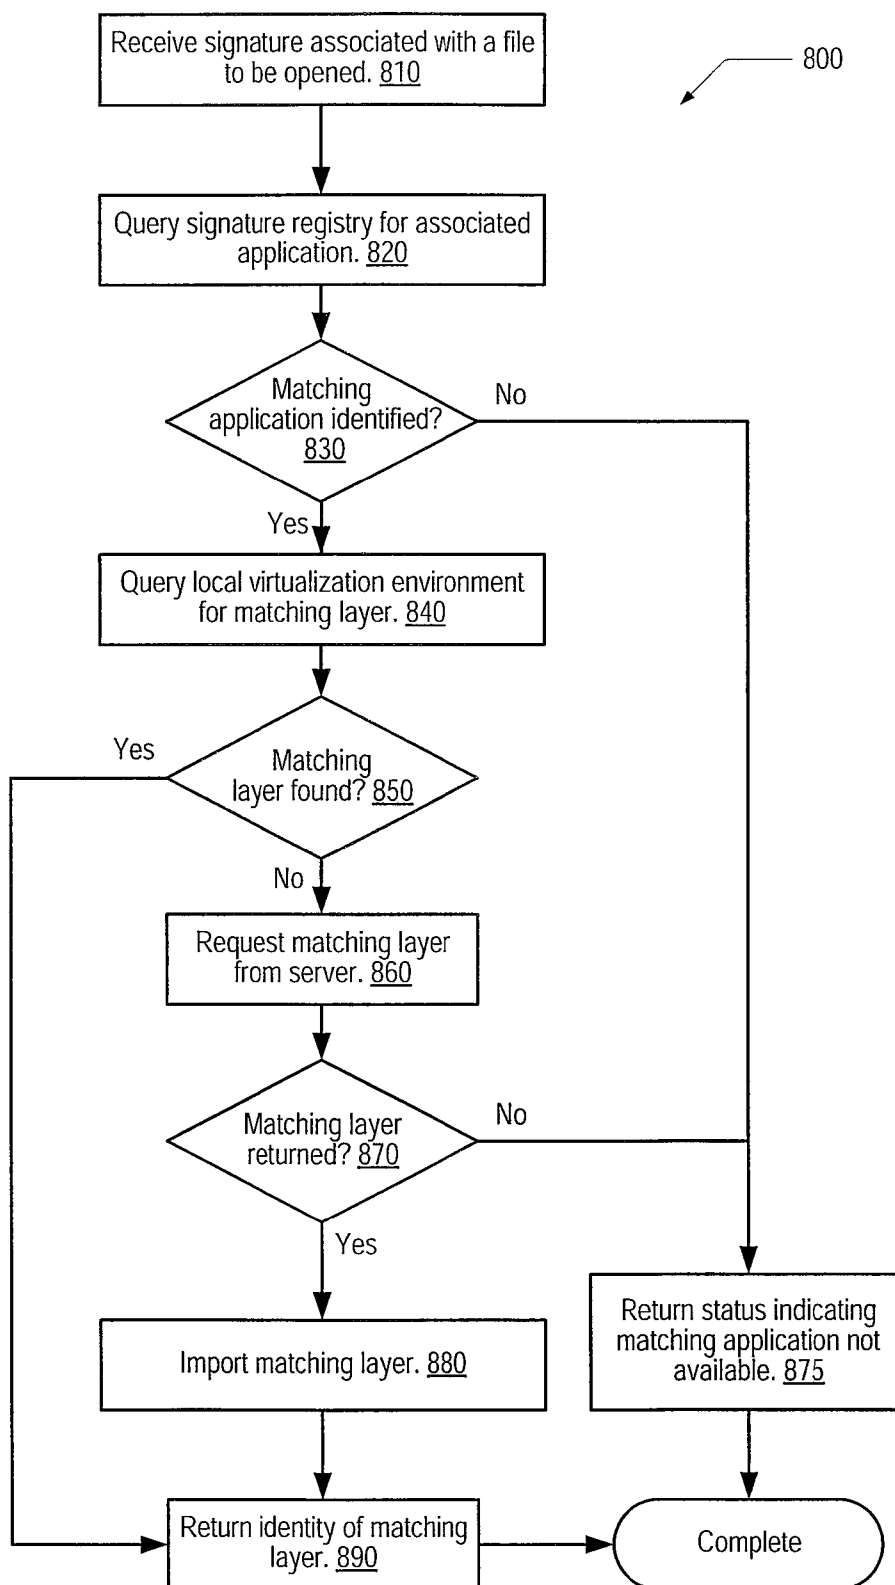 Receive signature associated with a file
to be opened. 810
800
Query signature registry for associated
application. 820
Matching
application identified?
830
No
Yes
Query local virtualization environment
for matching layer. 840
Yes
Matching
layer found? 850
No
Request matching layer
from server. 860
Matching layer
returned? 870
No
Yes
Return status indicating
matching application not
available. 875
Import matching layer. 880
Return identity of matching
layer. 890
Complete